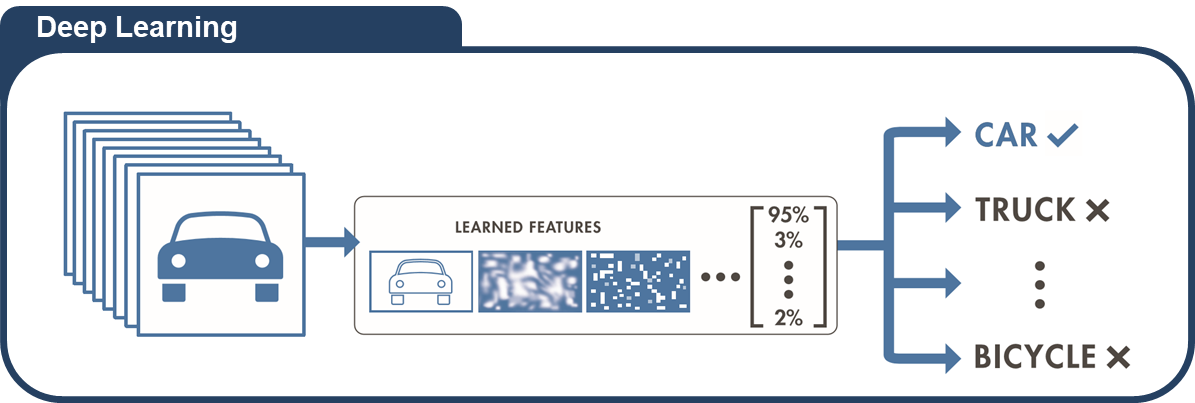 Deep Learning
LEARNED FEATURES
95%
3%
2%
CAR
TRUCK
BICYCLE